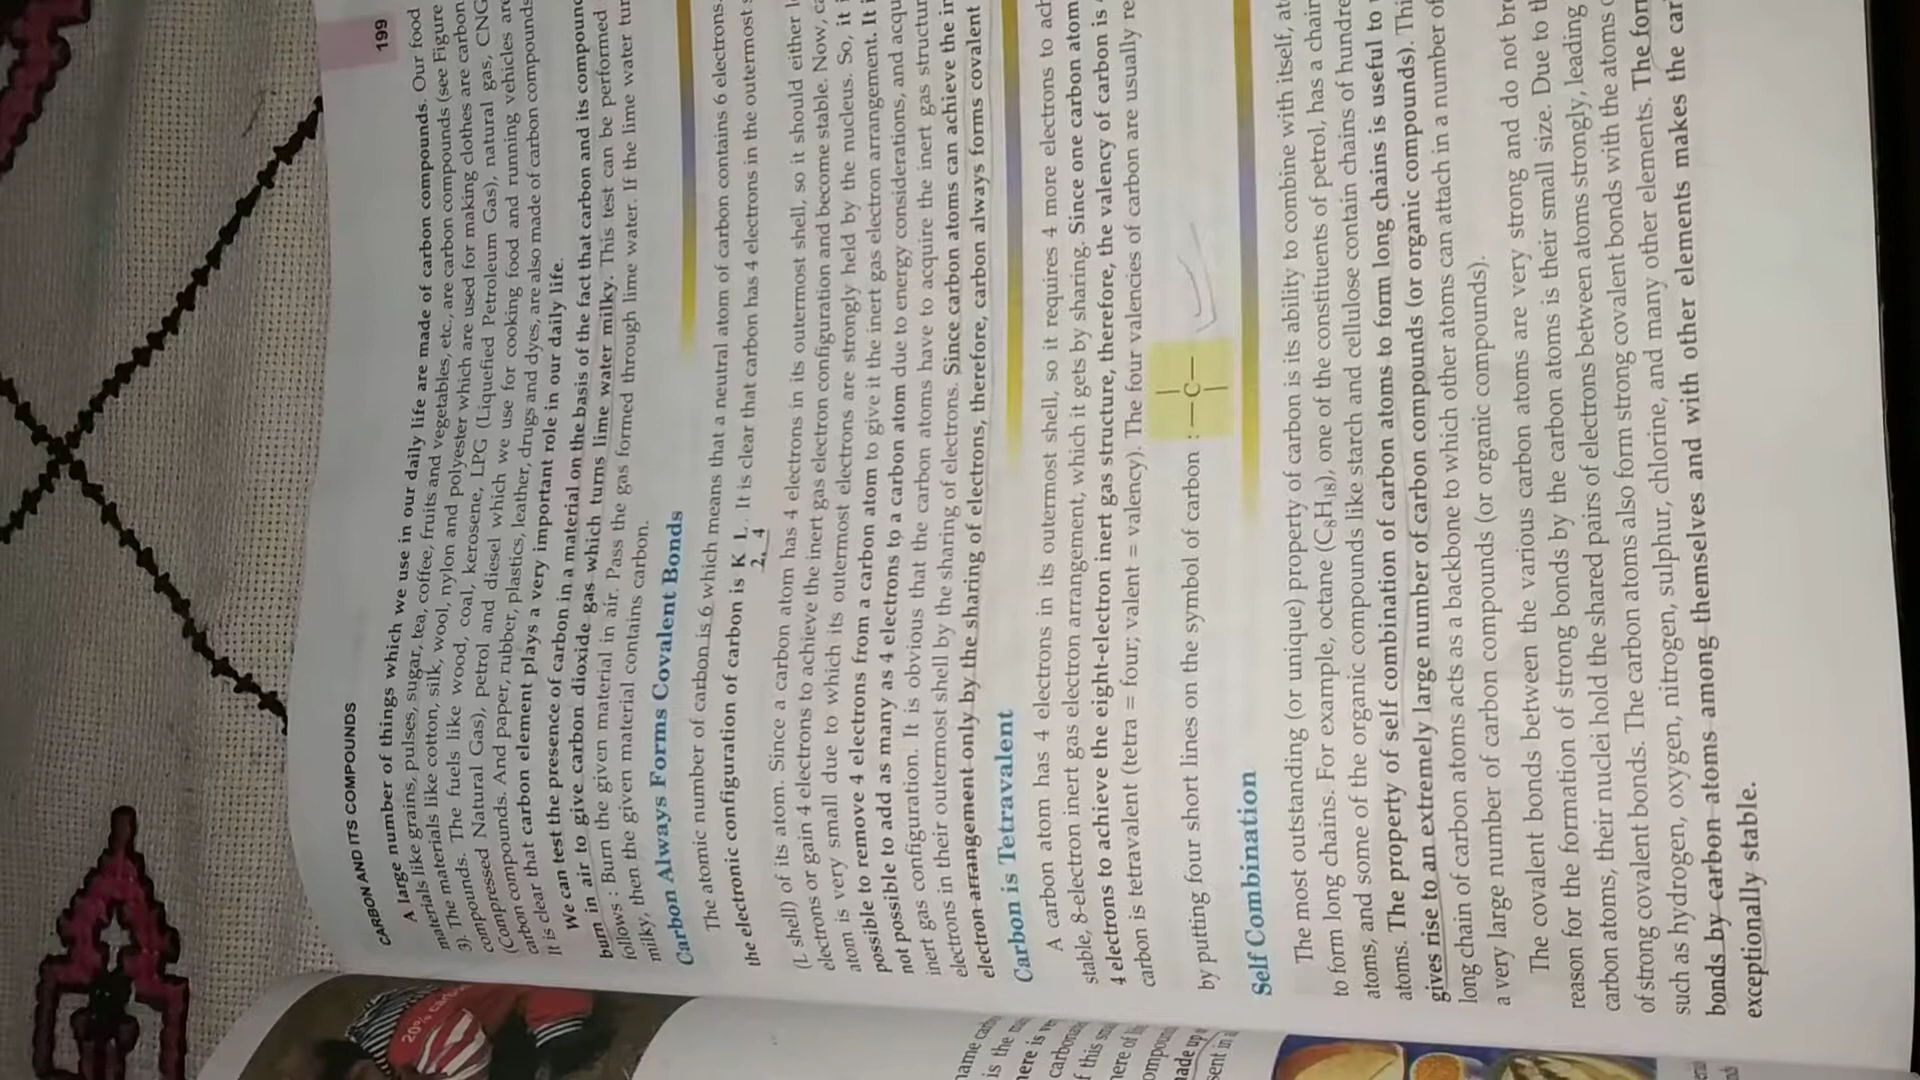 199
CARBON AND ITS COMPOUNDS
A large number of things which we use in our daily life are made of carbon compounds. Our food
materials like grains, pulses, sugar, tea, coffee, fruits and vegetables, etc., are carbon compounds (see Figure
3). The materials like cotton, silk, wool, nylon and polyester which are used for making clothes are carbon
compounds. The fuels like wood, coal, kerosene, LPG (Liquefied Petroleum Gas), natural gas, CNG
(Compressed Natural Gas), petrol and diesel which we use for cooking food and running vehicles are
carbon compounds. And paper, rubber, plastics, leather, drugs and dyes, are also made of carbon compounds
It is clear that carbon element plays a very important role in our daily life.
We can test the presence of carbon in a material on the basis of the fact that carbon and its compound
burn in air to give carbon dioxide gas which turns lime water milky. This test can be performed
follows : Burn the given material in air. Pass the gas formed through lime water. If the lime water tur
milky, then the given material contains carbon.
Carbon Always Forms Covalent Bonds
The atomic number of carbon is 6 which means that a neutral atom of carbon contains 6 electrons.
the electronic configuration of carbon is K L . It is clear that carbon has 4 electrons in the outermost s
2, 4
(L shell) of its atom. Since a carbon atom has 4 electrons in its outermost shell, so it should either l
electrons or gain 4 electrons to achieve the inert gas electron configuration and become stable. Now, ca
atom is very small due to which its outermost electrons are strongly held by the nucleus. So, it i
possible to remove 4 electrons from a carbon atom to give it the inert gas electron arrangement. It i
not possible to add as many as 4 electrons to a carbon atom due to energy considerations, and acqu
inert gas configuration. It is obvious that the carbon atoms have to acquire the inert gas structur
electrons in their outermost shell by the sharing of electrons. Since carbon atoms can achieve the in
electron arrangement only by the sharing of electrons, therefore, carbon always forms covalent
Carbon is Tetravalent
A carbon atom has 4 electrons in its outermost shell, so it requires 4 more electrons to ach
stable, 8-electron inert gas electron arrangement, which it gets by sharing. Since one carbon atom
4 electrons to achieve the eight-electron inert gas structure, therefore, the valency of carbon is
carbon is tetravalent (tetra = four; valent = valency). The four valencies of carbon are usually re
by putting four short lines on the symbol of carbon : —C—
Self Combination
The most outstanding (or unique) property of carbon is its ability to combine with itself, at
to form long chains. For example, octane (C8H18), one of the constituents of petrol, has a chain
atoms, and some of the organic compounds like starch and cellulose contain chains of hundre
atoms. The property of self combination of carbon atoms to form long chains is useful to
gives rise to an extremely large number of carbon compounds (or organic compounds). Thi
long chain of carbon atoms acts as a backbone to which other atoms can attach in a number of
a very large number of carbon compounds (or organic compounds).
The covalent bonds between the various carbon atoms are very strong and do not br
reason for the formation of strong bonds by the carbon atoms is their small size. Due to t
carbon atoms, their nuclei hold the shared pairs of electrons between atoms strongly, leading
of strong covalent bonds. The carbon atoms also form strong covalent bonds with the atoms o
such as hydrogen, oxygen, nitrogen, sulphur, chlorine, and many other elements. The for
bonds by carbon atoms among themselves and with other elements makes the car
exceptionally stable.
20% carbo
name carbo
is the
here is
carbonat
f this
here of
ompou
ade up
sent in